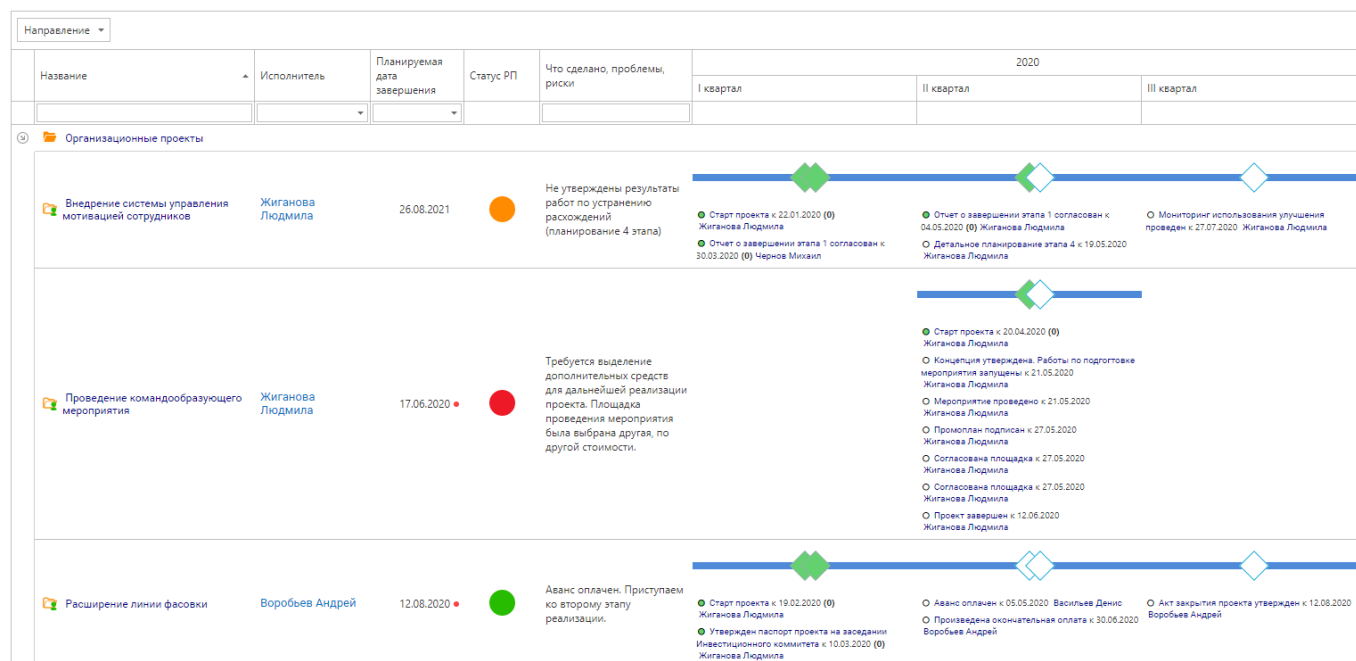 Направление
Название
Исполнитель
Планируемая
дата
завершения
Статус РП
Что сделано, проблемы,
риски
2020
I квартал
II квартал
III квартал
Организационные проекты
Внедрение системы управления
мотивацией сотрудников
Жиганова
Людмила
26.08.2021
Не утверждены результаты
работ по устранению
расхождений
(планирование 4 этапа)
Старт проекта к 22.01.2020 (0)
Жиганова Людмила
Отчет о завершении этапа 1 согласован к
30.03.2020 (0) Чернов Михаил
Отчет о завершении этапа 1 согласован к
04.05.2020 (0) Жиганова Людмила
Детальное планирование этапа 4 к 19.05.2020
Жиганова Людмила
Мониторинг использования улучшения
проведен к 27.07.2020 Жиганова Людмила
Проведение командообразующего
мероприятия
Жиганова
Людмила
17.06.2020
Требуется выделение
дополнительных средств
для дальнейшей реализации
проекта. Площадка
проведения мероприятия
была выбрана другая, по
другой стоимости.
Старт проекта к 20.04.2020 (0)
Жиганова Людмила
Концепция утверждена. Работы по подгортовке
мероприятия запущены к 21.05.2020
Жиганова Людмила
Мероприятие проведено к 21.05.2020
Жиганова Людмила
Промоплан подписан к 27.05.2020
Жиганова Людмила
Согласована площадка к 27.05.2020
Жиганова Людмила
Согласована площадка к 27.05.2020
Жиганова Людмила
Проект завершен к 12.06.2020
Жиганова Людмила
Расширение линии фасовки
Воробьев Андрей
12.08.2020
Аванс оплачен. Приступаем
ко второму этапу
реализации.
Старт проекта к 19.02.2020 (0)
Жиганова Людмила
Утвержден паспорт проекта на заседании
Инвестиционного коммитета к 10.03.2020 (0)
Жиганова Людмила
Аванс оплачен к 05.05.2020 Васильев Денис
Произведена окончательная оплата к 30.06.2020
Воробьев Андрей
Акт закрытия проекта утвержден к 12.08.2020
Воробьев Андрей